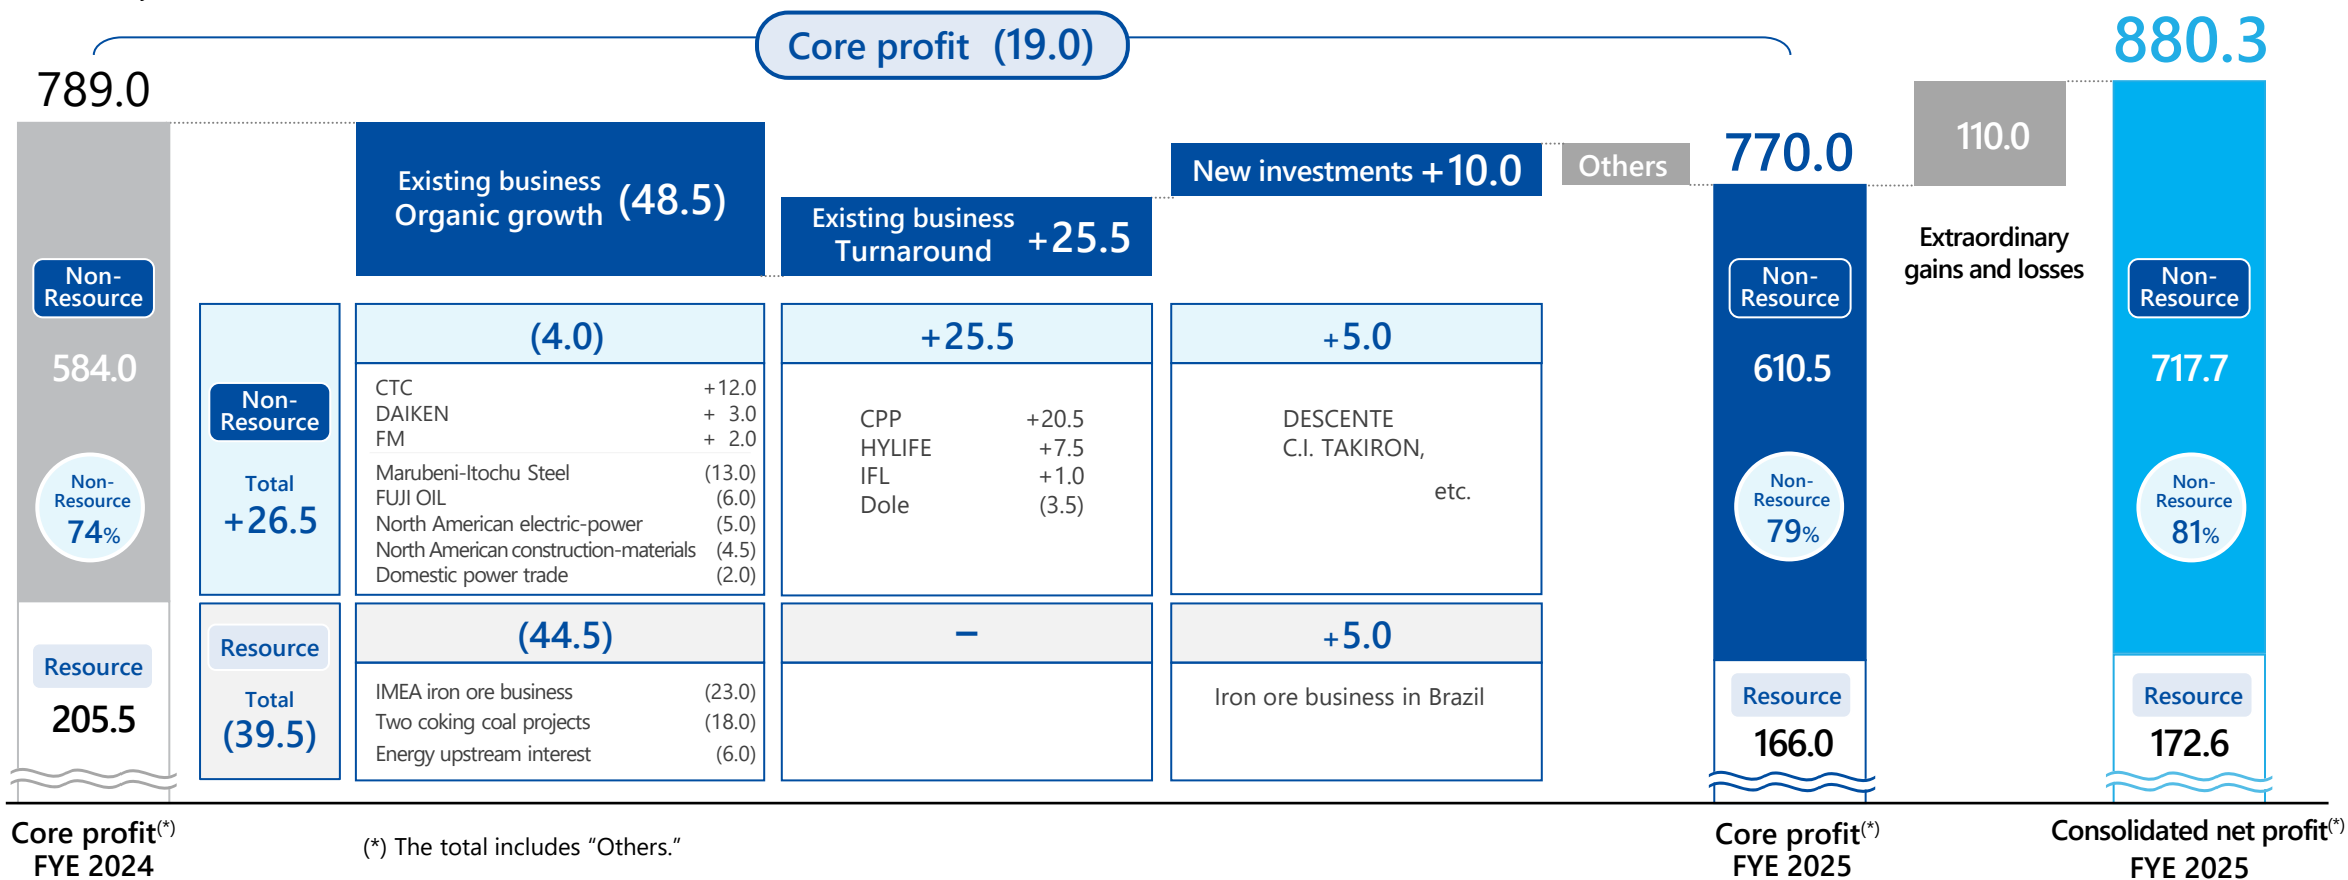 Core profit (19.0)
789.0
Non-
Resource
584.0
Non-
Resource
74%
Resource
205.5
Core profit(*)
FYE 2024
Non-
Resource
Total
+26.5
Resource
Total
(39.5)
Existing business
Organic growth (48.5)
(4.0)
CTC +12.0
DAIKEN + 3.0
FM + 2.0
Marubeni-Itochu Steel (13.0)
FUJI OIL (6.0)
North American electric-power (5.0)
North American construction-materials (4.5)
Domestic power trade (2.0)
(44.5)
IMEA iron ore business (23.0)
Two coking coal projects (18.0)
Energy upstream interest (6.0)
Existing business
Turnaround +25.5
+25.5
CPP +20.5
HYLIFE +7.5
IFL +1.0
Dole (3.5)
–
New investments +10.0
+5.0
DESCENTE
C.I. TAKIRON,
etc.
+5.0
Iron ore business in Brazil
Others
770.0
Non-
Resource
610.5
Non-
Resource
79%
Resource
166.0
Core profit(*)
FYE 2025
110.0
Extraordinary
gains and losses
880.3
Non-
Resource
717.7
Non-
Resource
81%
Resource
172.6
Consolidated net profit(*)
FYE 2025
(*) The total includes “Others.”